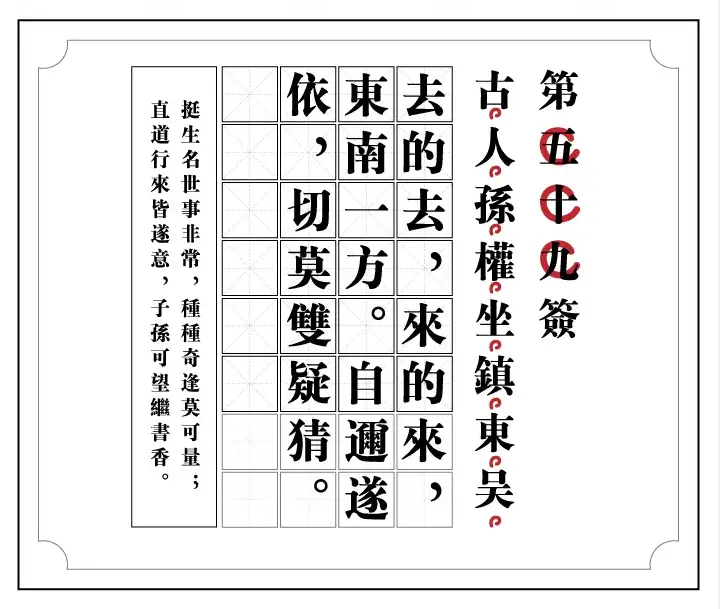 第五十九簽
古人孫權坐鎮東吴
去的去，來的來，
東南一方。自邇遂
依，切莫雙疑猜。
挺生名世事非常，種種奇逢莫可量；
直道行來皆遂意，子孫可望繼書香。